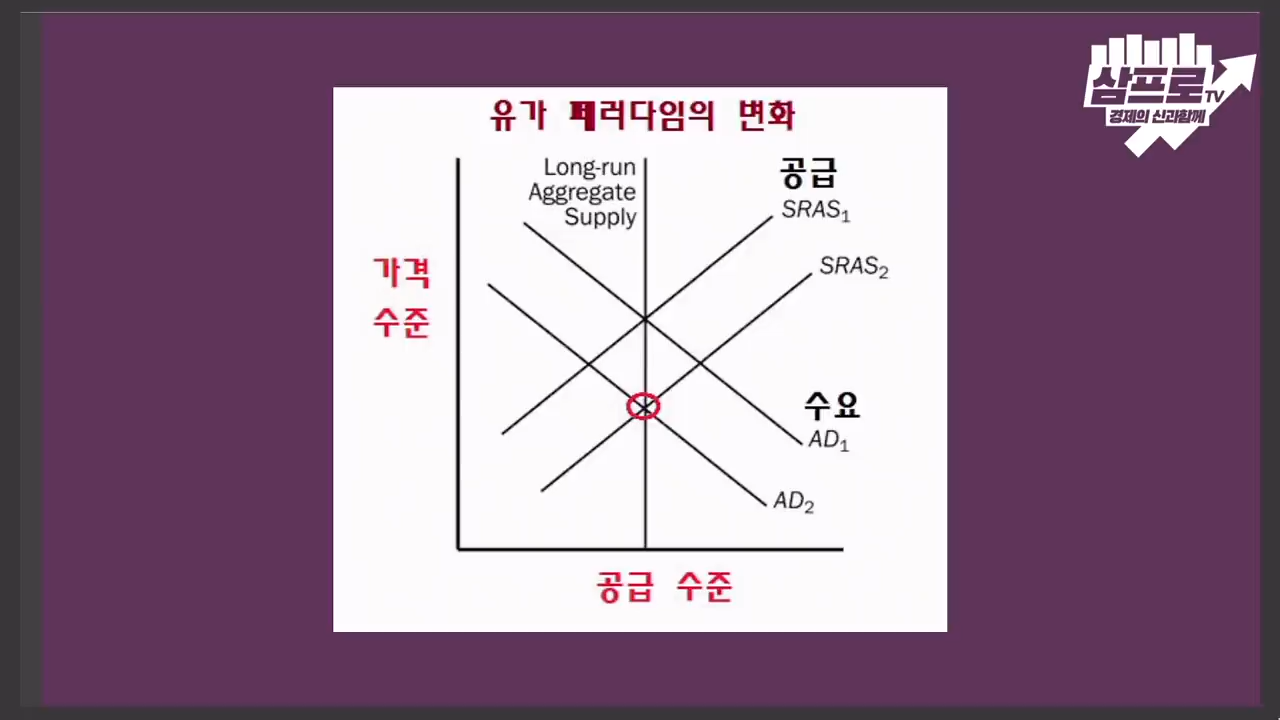 삼프로TV
경제의 신과함께
유가 패러다임의 변화
Long-run
Aggregate
Supply
공급
SRAS1
SRAS2
가격
수준
수요
AD1
AD2
공급 수준